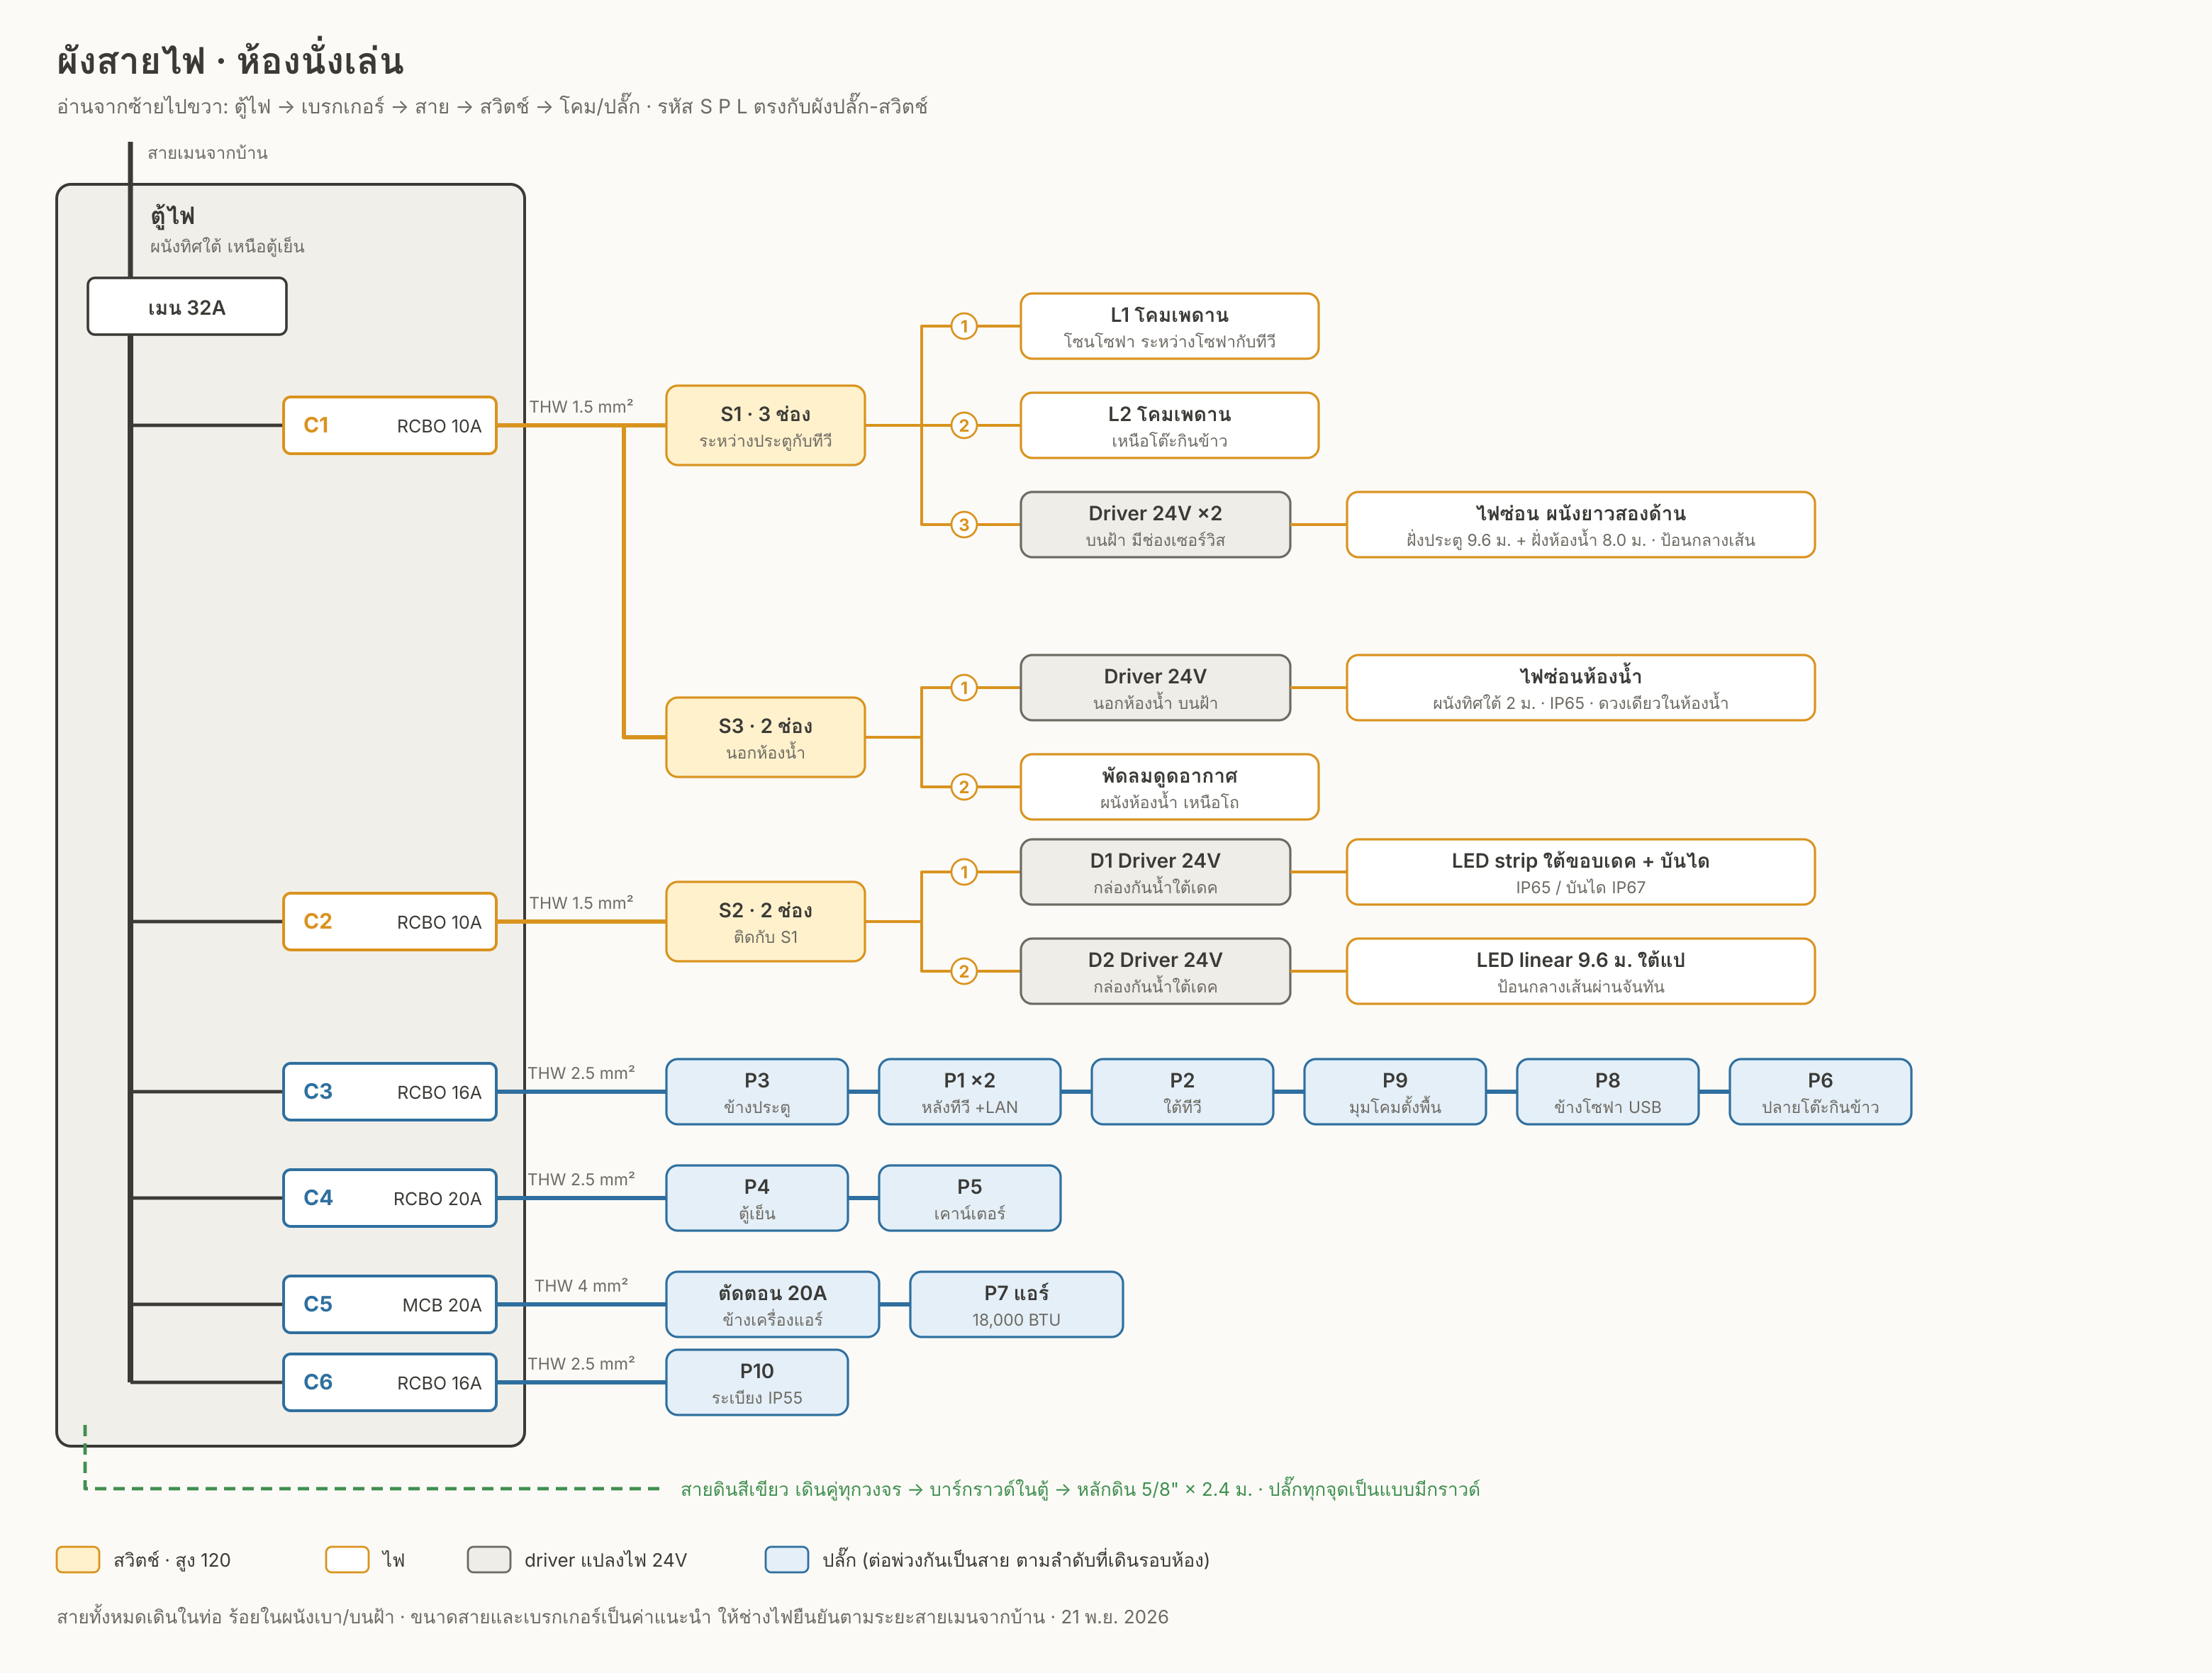 ผังสายไฟ · ห้องนั่งเล่น
อ่านจากซ้ายไปขวา: ตู้ไฟ → เบรกเกอร์ → สาย → สวิตช์ → โคม/ปลั๊ก · รหัส S P L ตรงกับผังปลั๊ก-สวิตช์
สายเมนจากบ้าน
ตู้ไฟ
ผนังทิศใต้ เหนือตู้เย็น
เมน 32A
C1 RCBO 10A
THW 1.5 mm²
S1 · 3 ช่อง
ระหว่างประตูกับทีวี
1
L1 โคมเพดาน
โซนโซฟา ระหว่างโซฟากับทีวี
2
L2 โคมเพดาน
เหนือโต๊ะกินข้าว
3
Driver 24V ×2
บนฝ้า มีช่องเซอร์วิส
ไฟซ่อน ผนังยาวสองด้าน
ฝั่งประตู 9.6 ม. + ฝั่งห้องน้ำ 8.0 ม. · ป้อนกลางเส้น
S3 · 2 ช่อง
นอกห้องน้ำ
1
Driver 24V
นอกห้องน้ำ บนฝ้า
ไฟซ่อนห้องน้ำ
ผนังทิศใต้ 2 ม. · IP65 · ดวงเดียวในห้องน้ำ
2
พัดลมดูดอากาศ
ผนังห้องน้ำ เหนือโถ
C2 RCBO 10A
THW 1.5 mm²
S2 · 2 ช่อง
ติดกับ S1
1
D1 Driver 24V
กล่องกันน้ำใต้เดค
LED strip ใต้ขอบเดค + บันได
IP65 / บันได IP67
2
D2 Driver 24V
กล่องกันน้ำใต้เดค
LED linear 9.6 ม. ใต้แป
ป้อนกลางเส้นผ่านจันทัน
C3 RCBO 16A
THW 2.5 mm²
P3
ข้างประตู
P1 ×2
หลังทีวี +LAN
P2
ใต้ทีวี
P9
มุมโคมตั้งพื้น
P8
ข้างโซฟา USB
P6
ปลายโต๊ะกินข้าว
C4 RCBO 20A
THW 2.5 mm²
P4
ตู้เย็น
P5
เคาน์เตอร์
C5 MCB 20A
THW 4 mm²
ตัดตอน 20A
ข้างเครื่องแอร์
P7 แอร์
18,000 BTU
C6 RCBO 16A
THW 2.5 mm²
P10
ระเบียง IP55
สายดินสีเขียว เดินคู่ทุกวงจร → บาร์กราวด์ในตู้ → หลักดิน 5/8" × 2.4 ม. · ปลั๊กทุกจุดเป็นแบบมีกราวด์
สวิตช์ · สูง 120
ไฟ
driver แปลงไฟ 24V
ปลั๊ก (ต่อพ่วงกันเป็นสาย ตามลำดับที่เดินรอบห้อง)
สายทั้งหมดเดินในท่อ ร้อยในผนังเบา/บนฝ้า · ขนาดสายและเบรกเกอร์เป็นค่าแนะนำ ให้ช่างไฟยืนยันตามระยะสายเมนจากบ้าน · 21 พ.ย. 2026